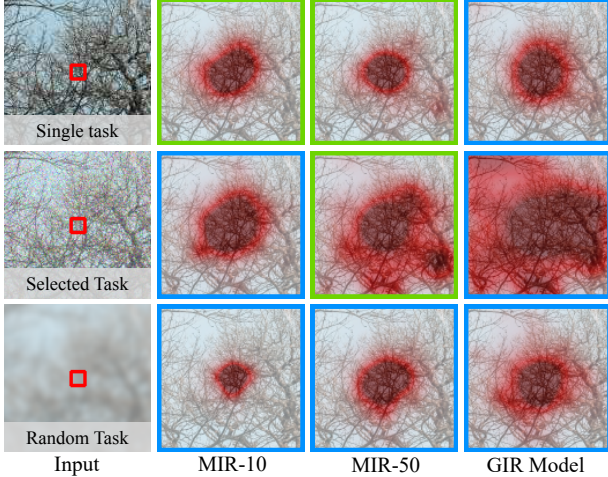 Single task
Selected Task
Random Task
Input MIR-10 MIR-50 GIR Model